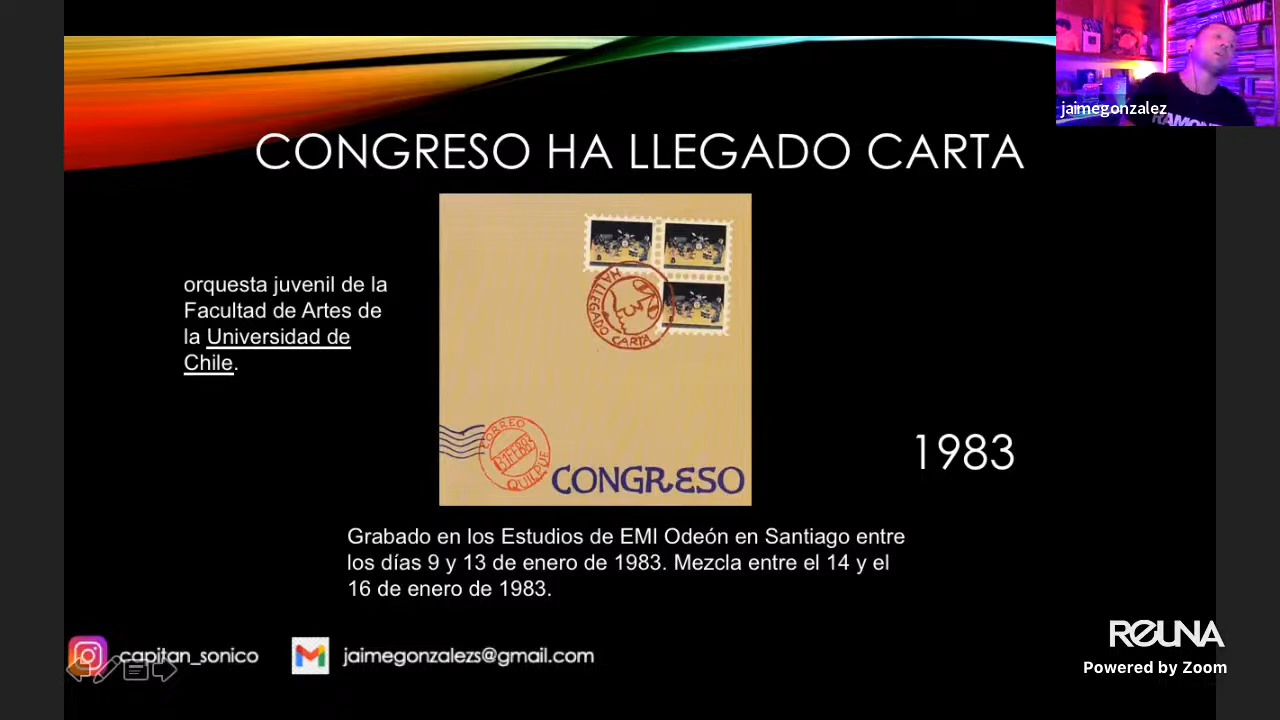 jaimegonzalez
RAMON
CONGRESO HA LLEGADO CARTA
orquesta juvenil de la
Facultad de Artes de
la Universidad de
Chile.
HA LLEGADO CARTA
CORREO
31FEB83
QUILPUE
CONGRESO
1983
Grabado en los Estudios de EMI Odeón en Santiago entre
los días 9 y 13 de enero de 1983. Mezcla entre el 14 y el
16 de enero de 1983.
capitan_sonico
jaimegonzalezs@gmail.com
REUNA
Powered by Zoom